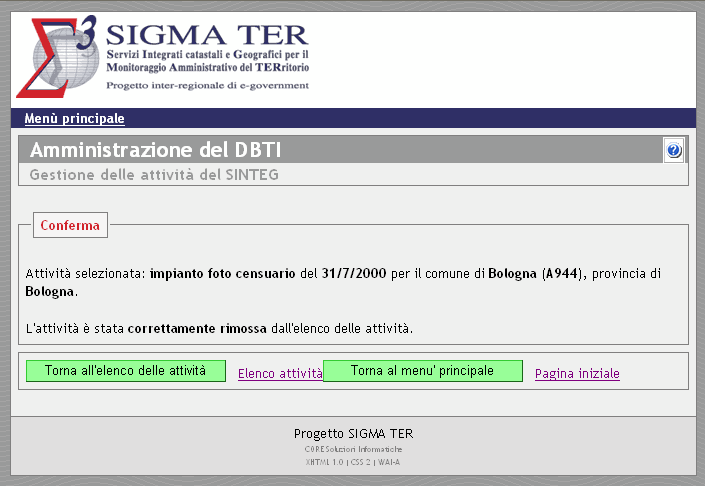 3 SIGMA TER
Servizi Integrati catastali e Geografici per il
Monitoraggio Amministrativo del TERritorio
Progetto inter-regionale di e-government
Menù principale
Amministrazione del DBTI ?
Gestione delle attività del SINTEG
Conferma
Attività selezionata: impianto foto censuario del 31/7/2000 per il comune di Bologna (A944), provincia di
Bologna.
L'attività è stata correttamente rimossa dall'elenco delle attività.
Torna all'elenco delle attività Elenco attività Torna al menu' principale Pagina iniziale
Progetto SIGMA TER
CORE Soluzioni Informatiche
XHTML 1.0 | CSS 2 | WAI-A